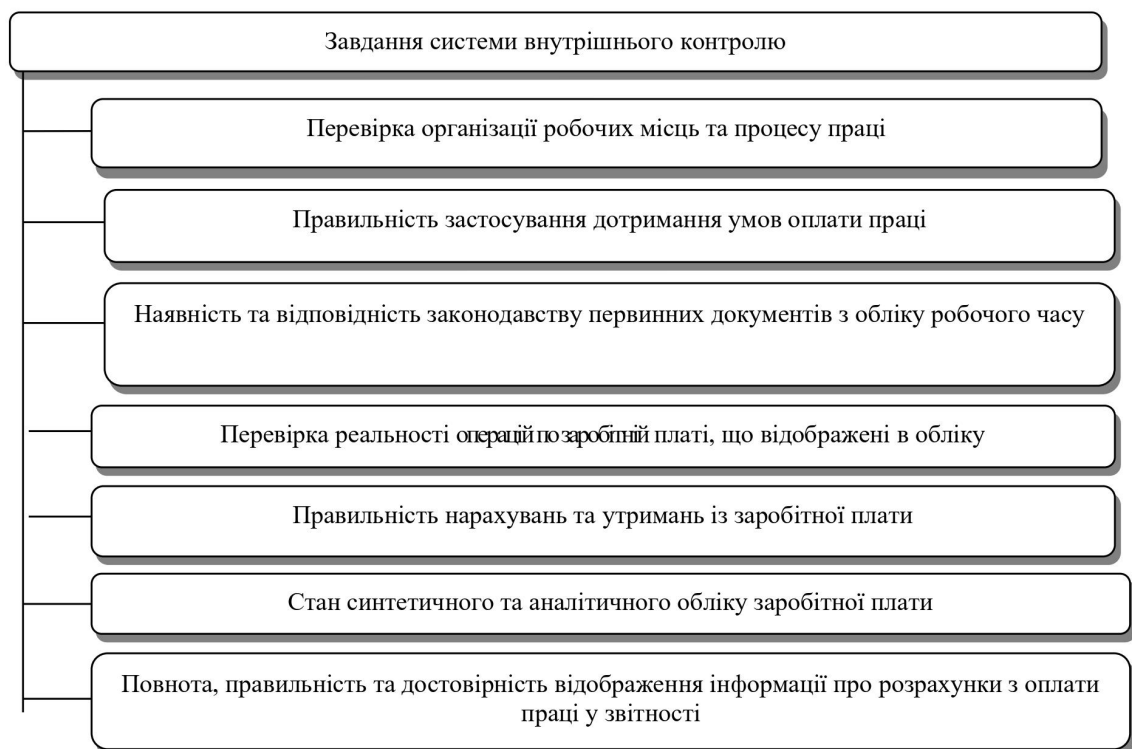 Завдання системи внутрішнього контролю
Перевірка організації робочих місць та процесу праці
Правильність застосування дотримання умов оплати праці
Наявність та відповідність законодавству первинних документів з обліку робочого часу
Перевірка реальності операцій по заробітній платі, що відображені в обліку
Правильність нарахувань та утримань із заробітної плати
Стан синтетичного та аналітичного обліку заробітної плати
Повнота, правильність та достовірність відображення інформації про розрахунки з оплати
праці у звітності